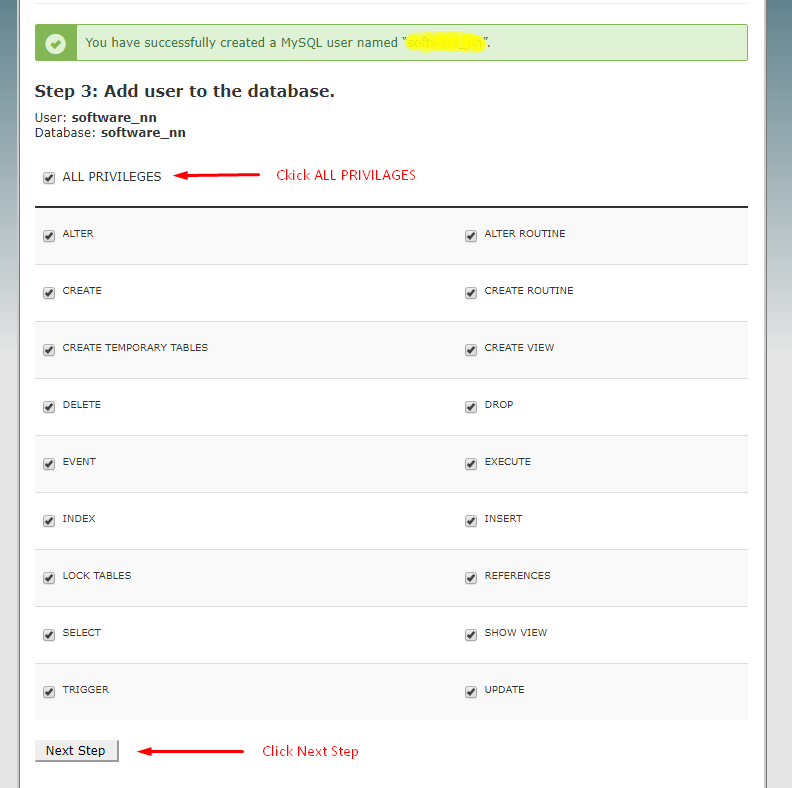 You have successfully created a MySQL user named “software_nn”.
Step 3: Add user to the database.
User: software_nn
Database: software_nn
ALL PRIVILEGES Ckick ALL PRIVILAGES
ALTER ALTER ROUTINE
CREATE CREATE ROUTINE
CREATE TEMPORARY TABLES CREATE VIEW
DELETE DROP
EVENT EXECUTE
INDEX INSERT
LOCK TABLES REFERENCES
SELECT SHOW VIEW
TRIGGER UPDATE
Next Step Click Next Step